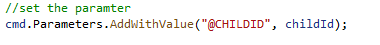 //set the paramter
cmd.Parameters.AddWithValue("@CHILDID", childId);